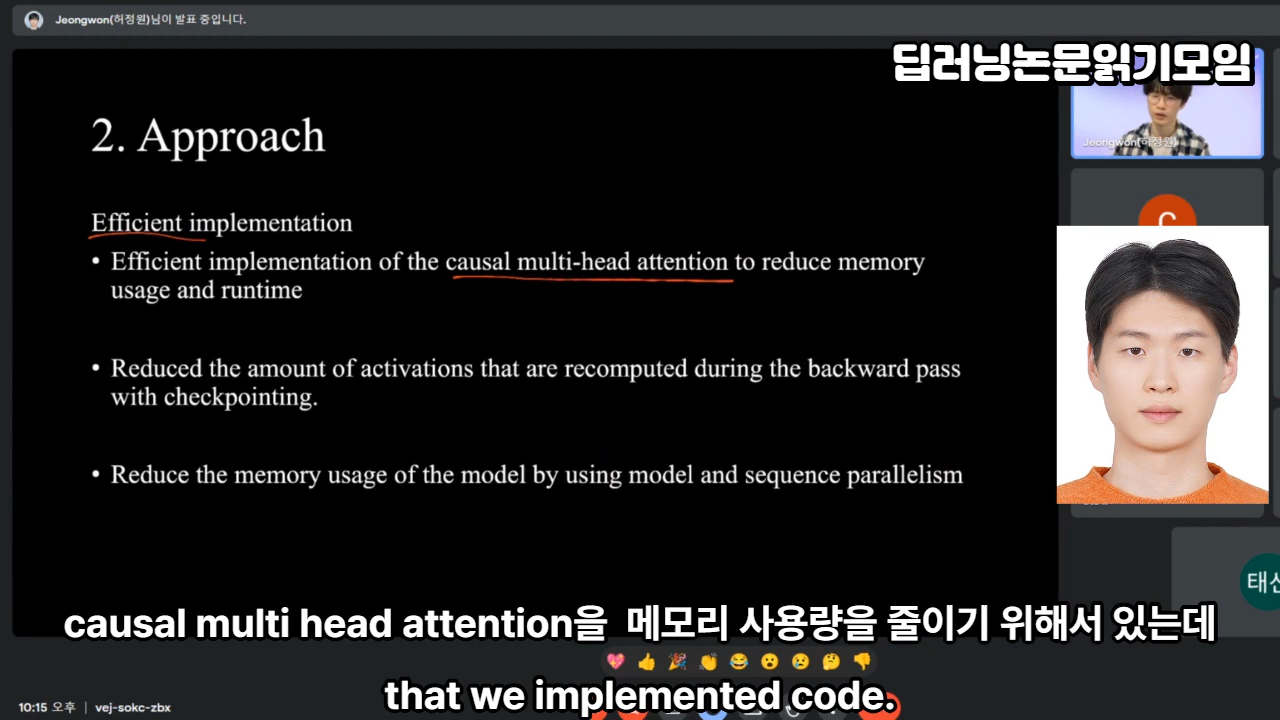 Jeongwon(허정원)님이 발표 중입니다.
딥러닝논문읽기모임
Jeongwon(허정원)
2. Approach
Efficient implementation
• Efficient implementation of the causal multi-head attention to reduce memory
usage and runtime
• Reduced the amount of activations that are recomputed during the backward pass
with checkpointing.
• Reduce the memory usage of the model by using model and sequence parallelism
causal multi head attention을 메모리 사용량을 줄이기 위해서 있는데
that we implemented code.
10:15 오후 | vej-sokc-zbx